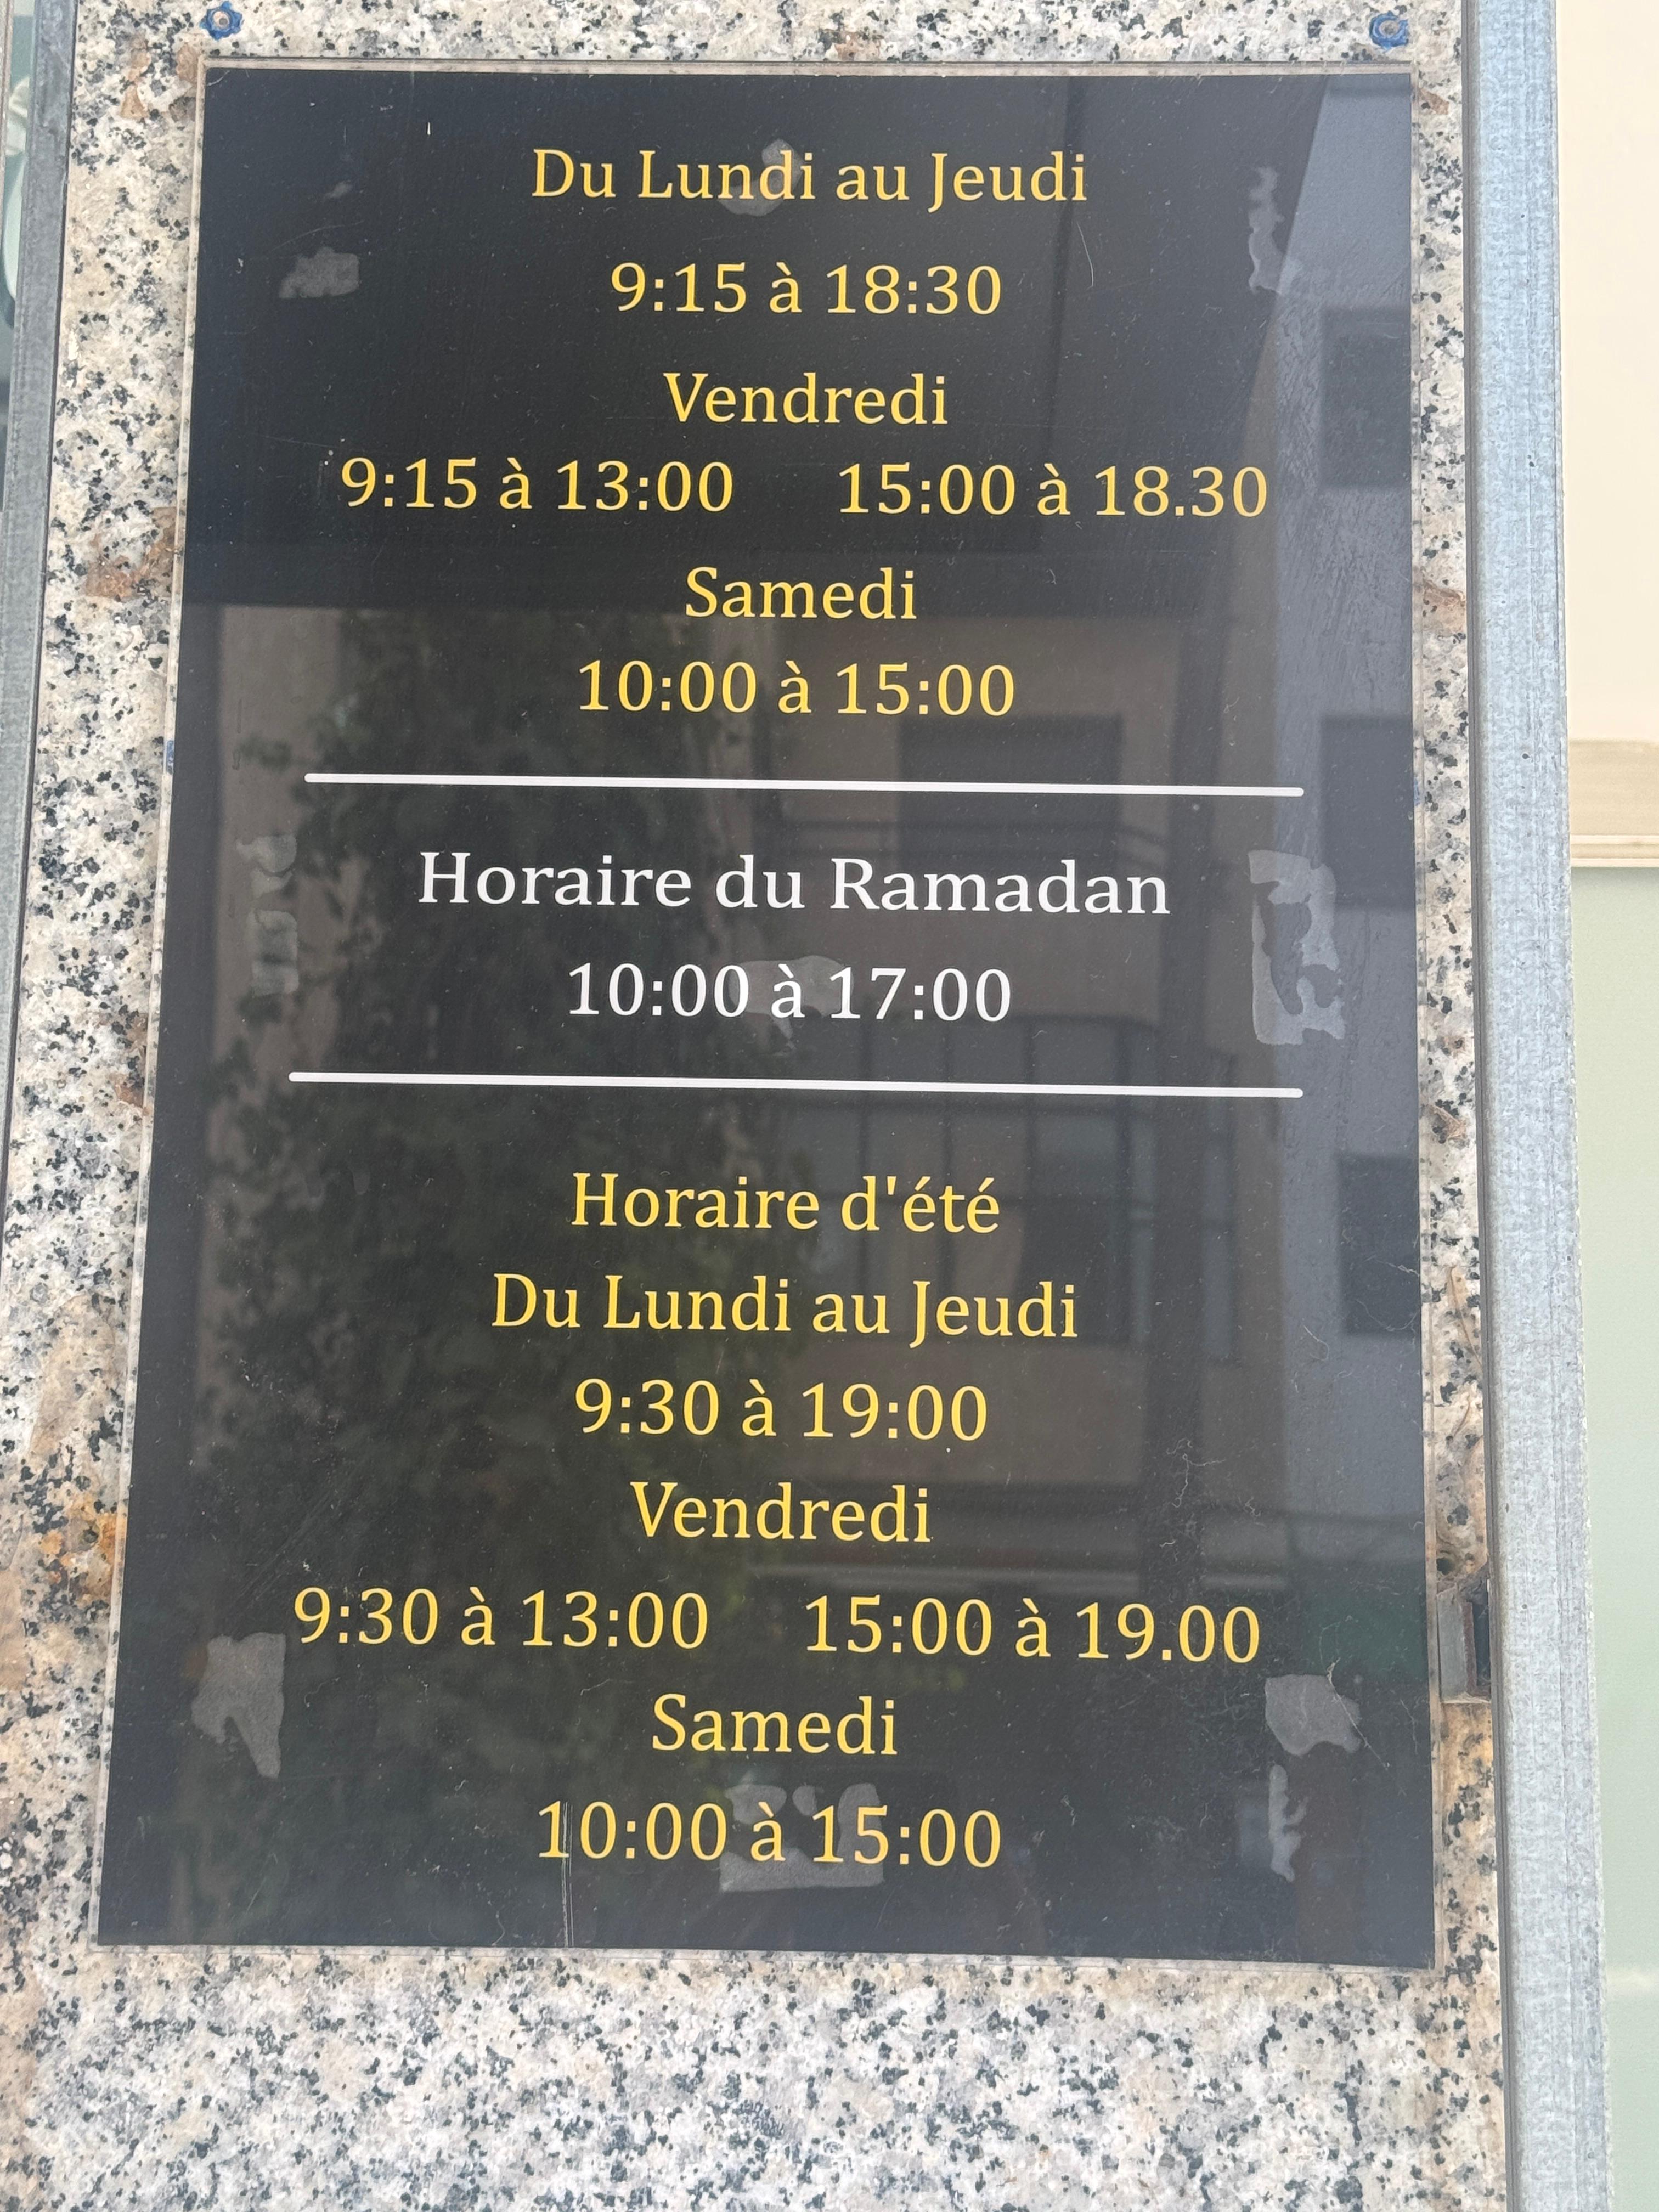 Du Lundi au Jeudi
9:15 à 18:30
Vendredi
9:15 à 13:00 15:00 à 18.30
Samedi
10:00 à 15:00
Horaire du Ramadan
10:00 à 17:00
Horaire d'été
Du Lundi au Jeudi
9:30 à 19:00
Vendredi
9:30 à 13:00 15:00 à 19.00
Samedi
10:00 à 15:00